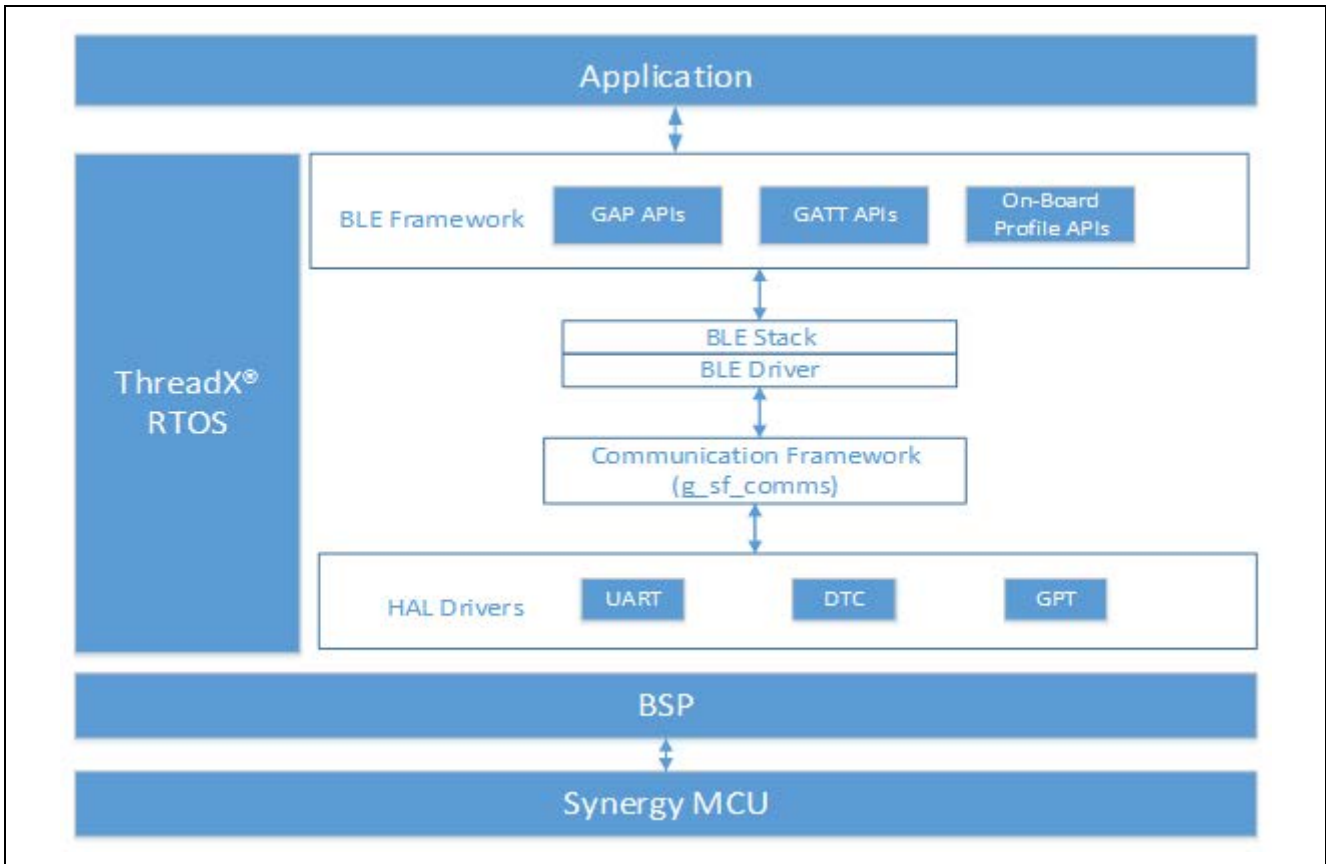 Application
BLE Framework
GAP APIs
GATT APIs
On-Board
Profile APIs
BLE Stack
BLE Driver
ThreadX®
RTOS
Communication Framework
(g_sf_comms)
HAL Drivers
UART
DTC
GPT
BSP
Synergy MCU